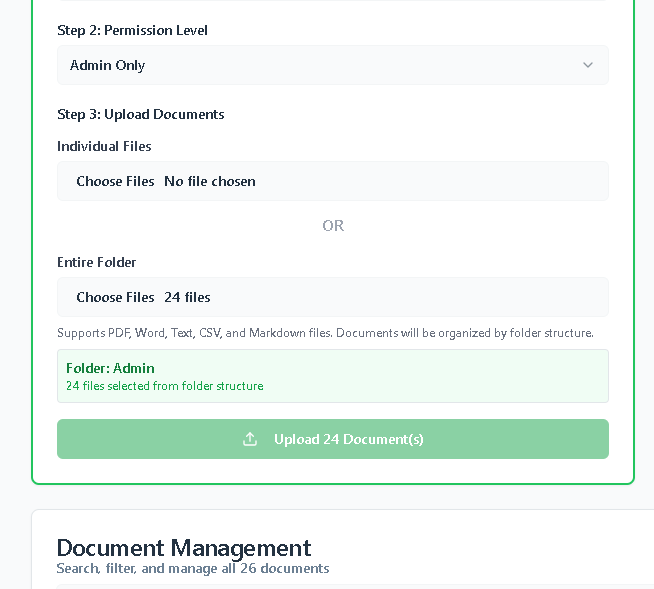 Step 2: Permission Level
Admin Only
Step 3: Upload Documents
Individual Files
Choose Files No file chosen
OR
Entire Folder
Choose Files 24 files
Supports PDF, Word, Text, CSV, and Markdown files. Documents will be organized by folder structure.
Folder: Admin
24 files selected from folder structure
Upload 24 Document(s)
Document Management
Search, filter, and manage all 26 documents